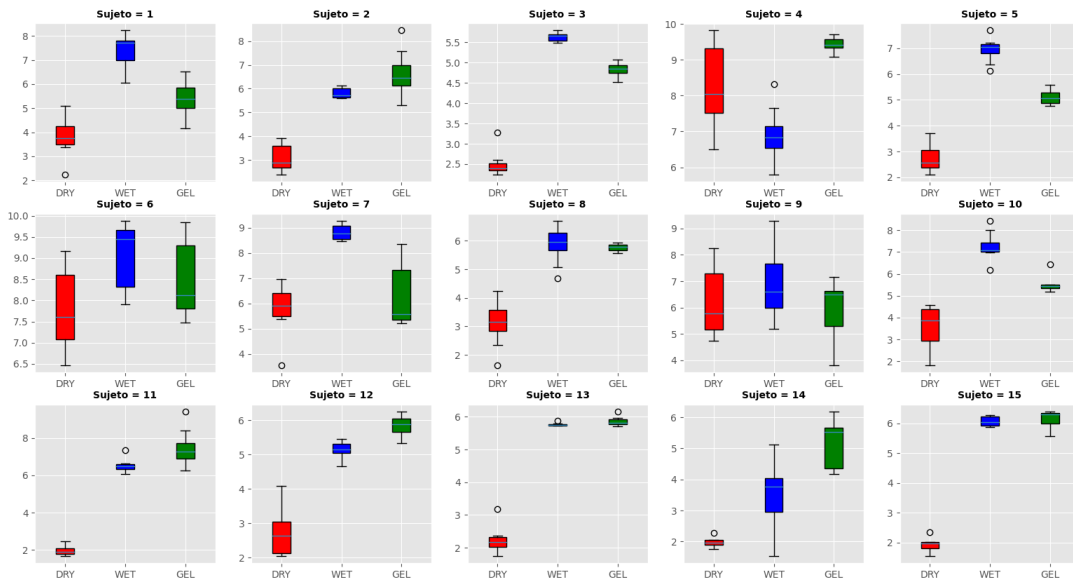 Sujeto = 1
8
7
6
5
4
3
2
DRY WET GEL
Sujeto = 2
8
7
6
5
4
3
DRY WET GEL
Sujeto = 3
5.5
5.0
4.5
4.0
3.5
3.0
2.5
DRY WET GEL
Sujeto = 4
10
9
8
7
6
DRY WET GEL
Sujeto = 5
7
6
5
4
3
2
DRY WET GEL
Sujeto = 6
10.0
9.5
9.0
8.5
8.0
7.5
7.0
6.5
DRY WET GEL
Sujeto = 7
9
8
7
6
5
4
DRY WET GEL
Sujeto = 8
6
5
4
3
2
DRY WET GEL
Sujeto = 9
9
8
7
6
5
4
DRY WET GEL
Sujeto = 10
8
7
6
5
4
3
2
DRY WET GEL
Sujeto = 11
8
6
4
2
DRY WET GEL
Sujeto = 12
6
5
4
3
2
DRY WET GEL
Sujeto = 13
6
5
4
3
2
DRY WET GEL
Sujeto = 14
6
5
4
3
2
DRY WET GEL
Sujeto = 15
6
5
4
3
2
DRY WET GEL